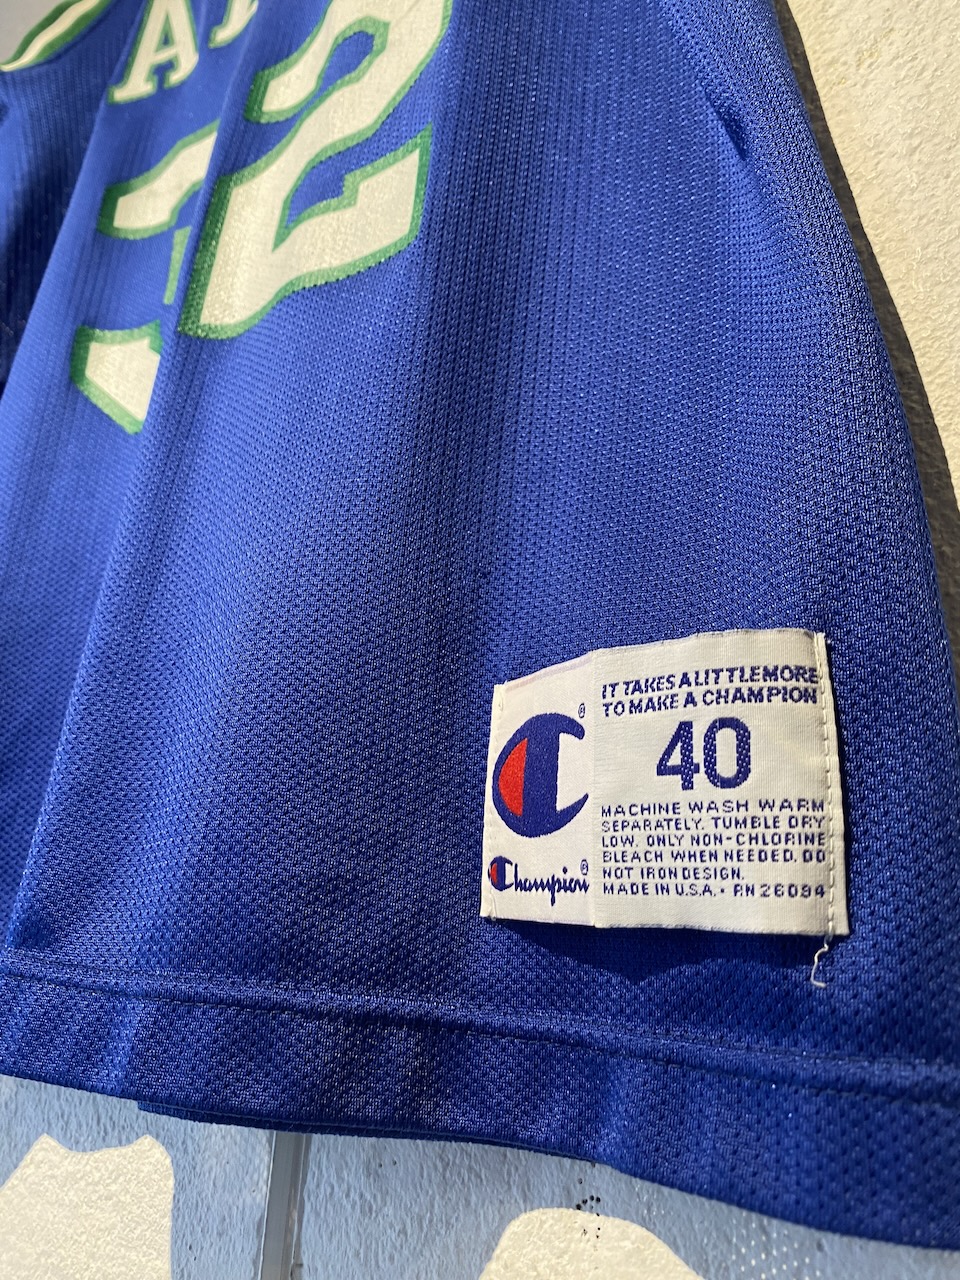 A
32
IT TAKES A LITTLE MORE
TO MAKE A CHAMPION
40
MACHINE WASH WARM
SEPARATELY. TUMBLE DRY
LOW. ONLY NON-CHLORINE
BLEACH WHEN NEEDED. DO
NOT IRON DESIGN.
MADE IN U.S.A. • RN 26094
C®
Champion®